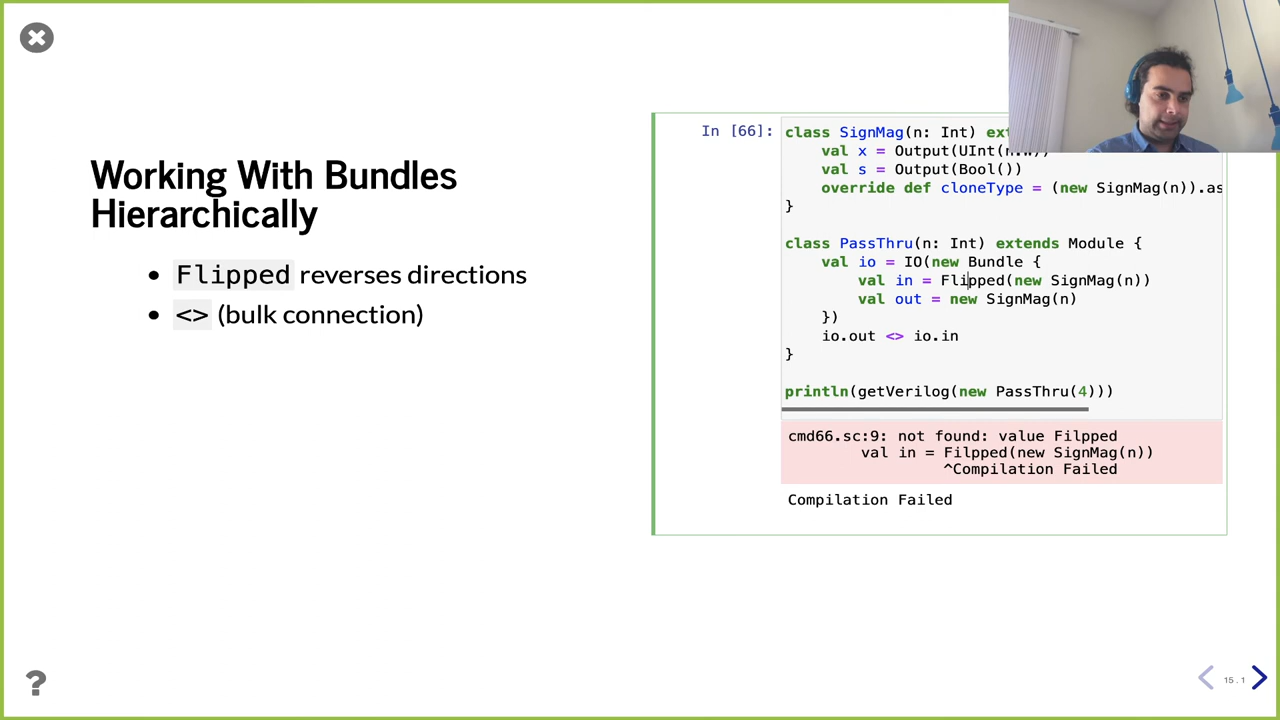 Working With Bundles
Hierarchically
• Flipped reverses directions
• <> (bulk connection)
In [66]:
class SignMag(n: Int) ext
    val x = Output(UInt(n.W))
    val s = Output(Bool())
    override def cloneType = (new SignMag(n)).as
}
class PassThru(n: Int) extends Module {
    val io = IO(new Bundle {
        val in = Flipped(new SignMag(n))
        val out = new SignMag(n)
    })
    io.out <> io.in
}
println(getVerilog(new PassThru(4)))
cmd66.sc:9: not found: value Filpped
        val in = Filpped(new SignMag(n))
                 ^Compilation Failed
Compilation Failed
?
15.1